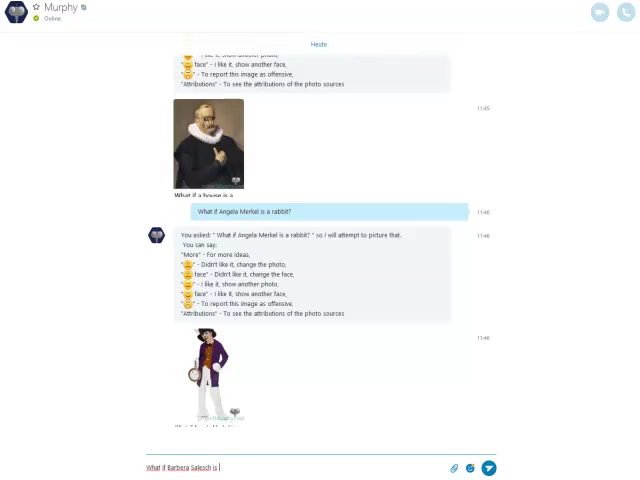 Murphy
Online
Heute
face" - I like it, show another face,
" - To report this image as offensive,
"Attributions" - To see the attributions of the photo sources
11:45
What if a house is a
What if Angela Merkel is a rabbit?
11:46
You asked: " What if Angela Merkel is a rabbit? " so I will attempt to picture that.
11:46
You can say:
"More" - For more ideas,
" - Didn't like it, change the photo,
face" - Didn't like it, change the face,
" - I like it, show another photo,
face" - I like it, show another face,
" - To report this image as offensive,
"Attributions" - To see the attributions of the photo sources
11:46
What if Barbera Salesch is